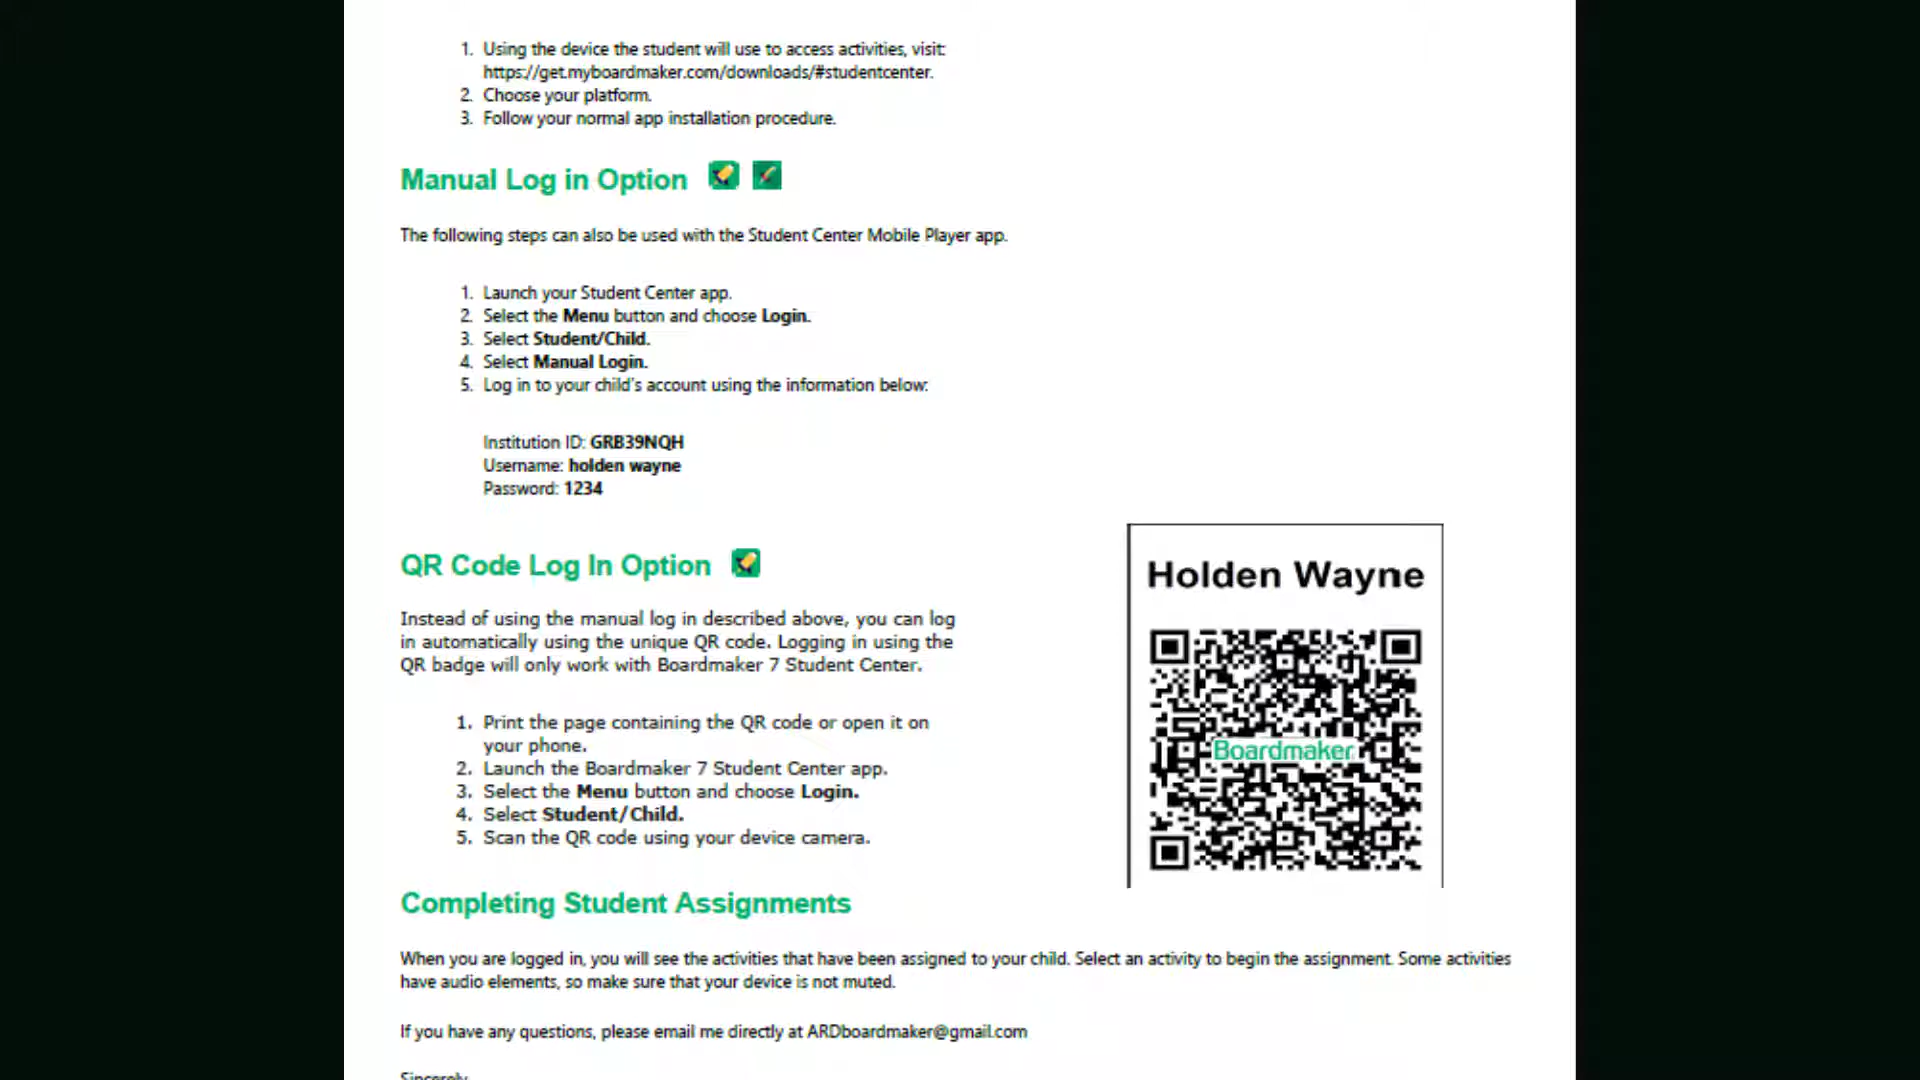 1. Using the device the student will use to access activities, visit:
https://get.myboardmaker.com/downloads/#studentcenter.
2. Choose your platform.
3. Follow your normal app installation procedure.
Manual Log in Option
The following steps can also be used with the Student Center Mobile Player app.
1. Launch your Student Center app.
2. Select the Menu button and choose Login.
3. Select Student/Child.
4. Select Manual Login.
5. Log in to your child's account using the information below:
Institution ID: GRB39NQH
Username: holden wayne
Password: 1234
QR Code Log In Option
Instead of using the manual log in described above, you can log
in automatically using the unique QR code. Logging in using the
QR badge will only work with Boardmaker 7 Student Center.
1. Print the page containing the QR code or open it on
your phone.
2. Launch the Boardmaker 7 Student Center app.
3. Select the Menu button and choose Login.
4. Select Student/Child.
5. Scan the QR code using your device camera.
Holden Wayne
Boardmaker
Completing Student Assignments
When you are logged in, you will see the activities that have been assigned to your child. Select an activity to begin the assignment. Some activities
have audio elements, so make sure that your device is not muted.
If you have any questions, please email me directly at ARDboardmaker@gmail.com
Sincerely,